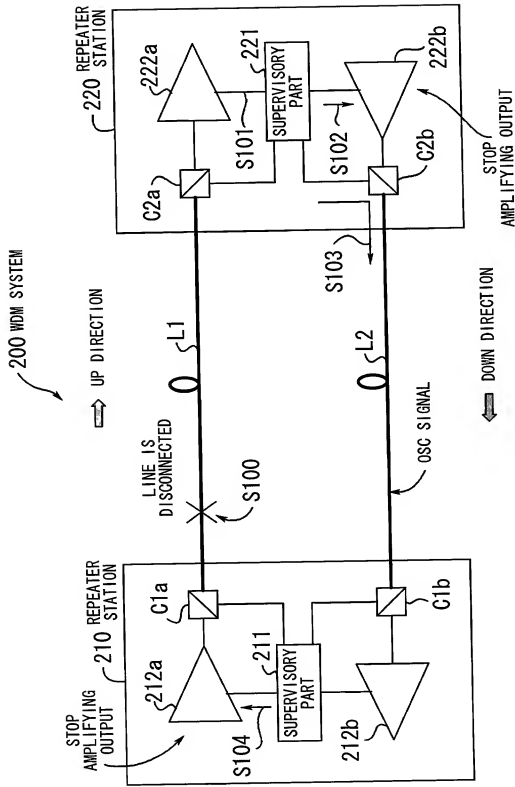 200 WDM SYSTEM
UP DIRECTION
DOWN DIRECTION
210 REPEATER
STATION
STOP
AMPLIFYING
OUTPUT
212a
C1a
211
SUPERVISORY
PART
S104
212b
C1b
LINE IS
DISCONNECTED
S100
L1
L2
OSC SIGNAL
S103
220 REPEATER
STATION
222a
C2a
S101
221
SUPERVISORY
PART
S102
222b
C2b
STOP
AMPLIFYING OUTPUT